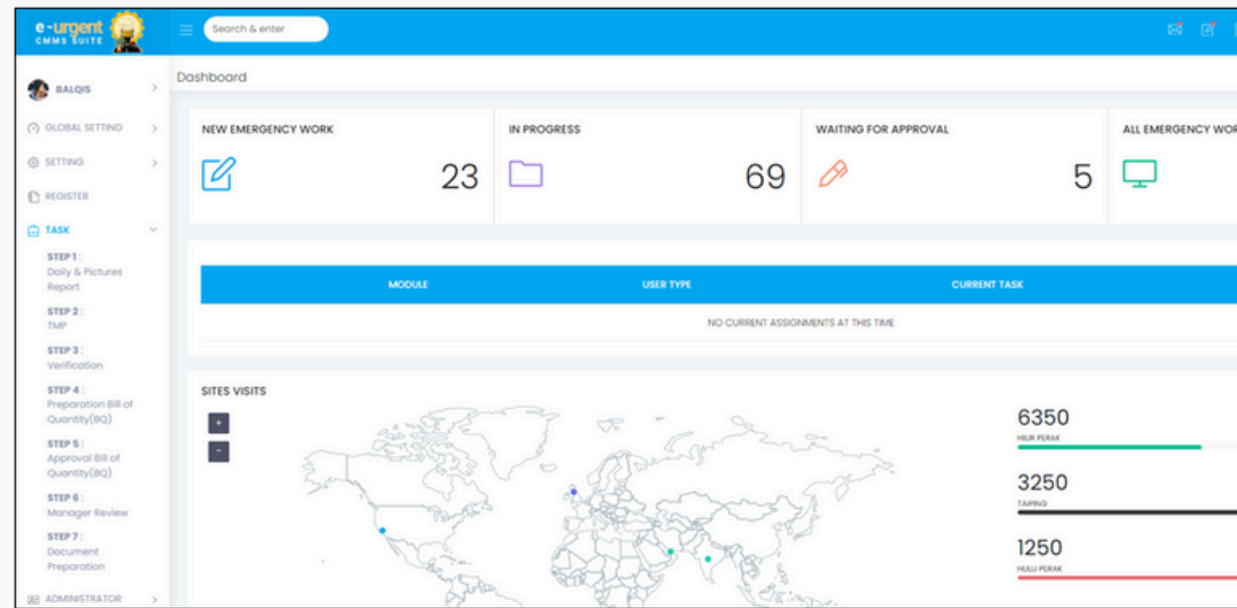 e-urgent
CMMS SUITE
Search & enter
BALQIS
Dashboard
GLOBAL SETTING
SETTING
REGISTER
TASK
STEP 1 :
Daily & Pictures
Report
STEP 2 :
TMP
STEP 3 :
Verification
STEP 4 :
Preparation Bill of
Quantity(BQ)
STEP 5 :
Approval Bill of
Quantity(BQ)
STEP 6 :
Manager Review
STEP 7 :
Document
Preparation
ADMINISTRATOR
NEW EMERGENCY WORK
23
IN PROGRESS
69
WAITING FOR APPROVAL
5
ALL EMERGENCY WOR
MODULE USER TYPE CURRENT TASK
NO CURRENT ASSIGNMENTS AT THIS TIME
SITES VISITS
+
-
6350
HILIR PERAK
3250
TAIPING
1250
HULU PERAK